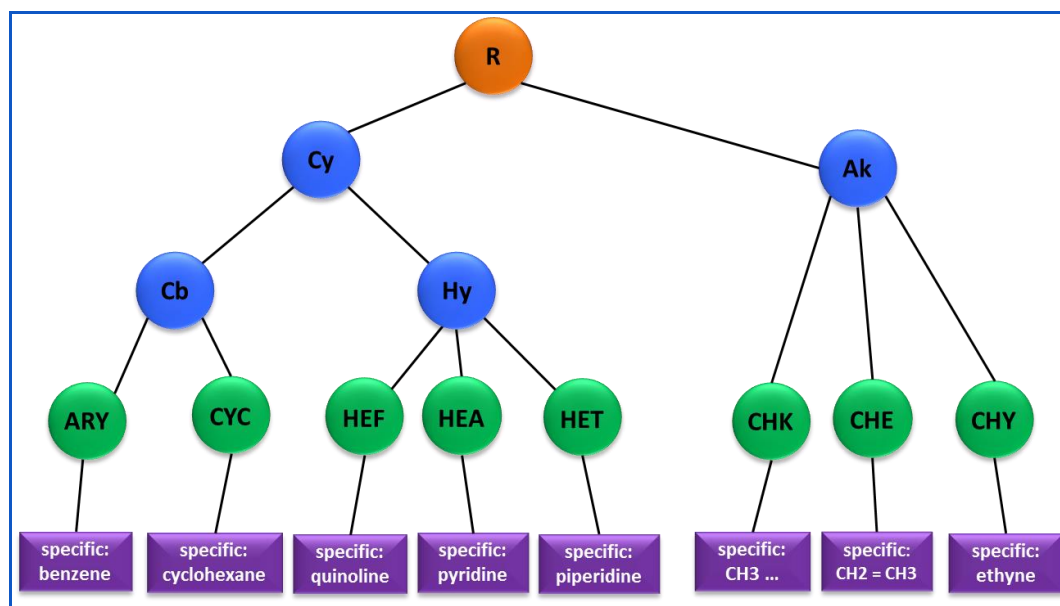 R
Cy
Ak
Cb
Hy
ARY
CYC
HEF
HEA
HET
CHK
CHE
CHY
specific:
benzene
specific:
cyclohexane
specific:
quinoline
specific:
pyridine
specific:
piperidine
specific:
CH3 ...
specific:
CH2 = CH3
specific:
ethyne